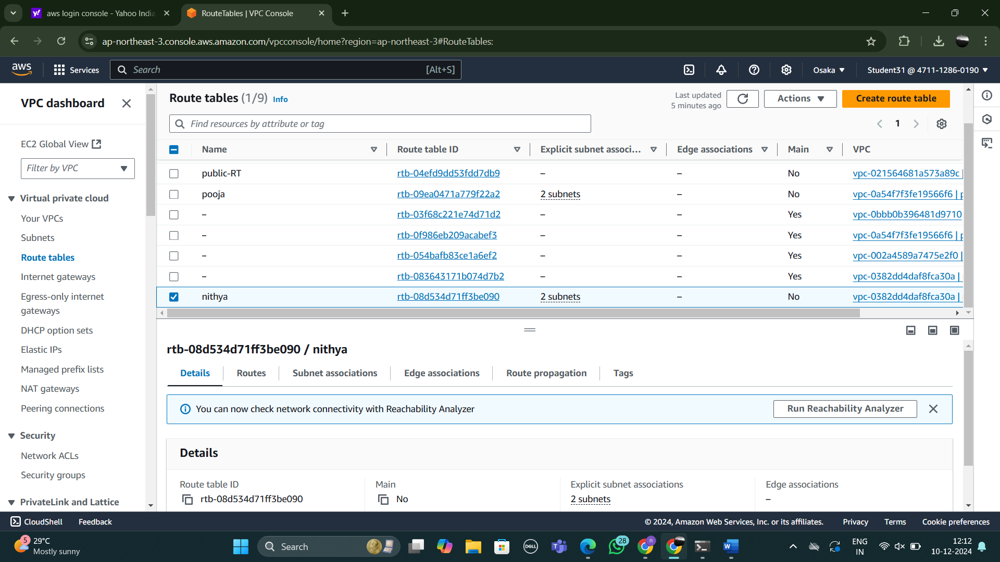 aws login console - Yahoo India
RouteTables | VPC Console
ap-northeast-3.console.aws.amazon.com/vpcconsole/home?region=ap-northeast-3#RouteTables:
aws
Services
Search
[Alt+S]
Osaka
Student31 @ 4711-1286-0190
VPC dashboard
EC2 Global View
Filter by VPC
Virtual private cloud
Your VPCs
Subnets
Route tables
Internet gateways
Egress-only internet
gateways
DHCP option sets
Elastic IPs
Managed prefix lists
NAT gateways
Peering connections
Security
Network ACLs
Security groups
PrivateLink and Lattice
Route tables (1/9) Info
Last updated
5 minutes ago
Actions
Create route table
Find resources by attribute or tag
1
Name Route table ID Explicit subnet associ... Edge associations Main VPC
public-RT rtb-04efd9dd53fdd7db9 – – No vpc-021564681a573a89c |
pooja rtb-09ea0471a779f22a2 2 subnets – No vpc-0a54f7f3fe19566f6 | p
– rtb-03f68c221e74d71d2 – – Yes vpc-0bbb0b396481d9710
– rtb-0f986eb209acabef3 – – Yes vpc-0a54f7f3fe19566f6 | p
– rtb-054bafb83ce1a6ef2 – – Yes vpc-002a4589a7475e2f0 |
– rtb-083643171b074d7b2 – – Yes vpc-0382dd4daf8fca30a |
nithya rtb-08d534d71ff3be090 2 subnets – No vpc-0382dd4daf8fca30a |
rtb-08d534d71ff3be090 / nithya
Details Routes Subnet associations Edge associations Route propagation Tags
You can now check network connectivity with Reachability Analyzer
Run Reachability Analyzer
Details
Route table ID
rtb-08d534d71ff3be090
Main
No
Explicit subnet associations
2 subnets
Edge associations
–
CloudShell
Feedback
© 2024, Amazon Web Services, Inc. or its affiliates.
Privacy
Terms
Cookie preferences
5
29°C
Mostly sunny
Search
DELL
28
n
ENG
IN
12:12
10-12-2024